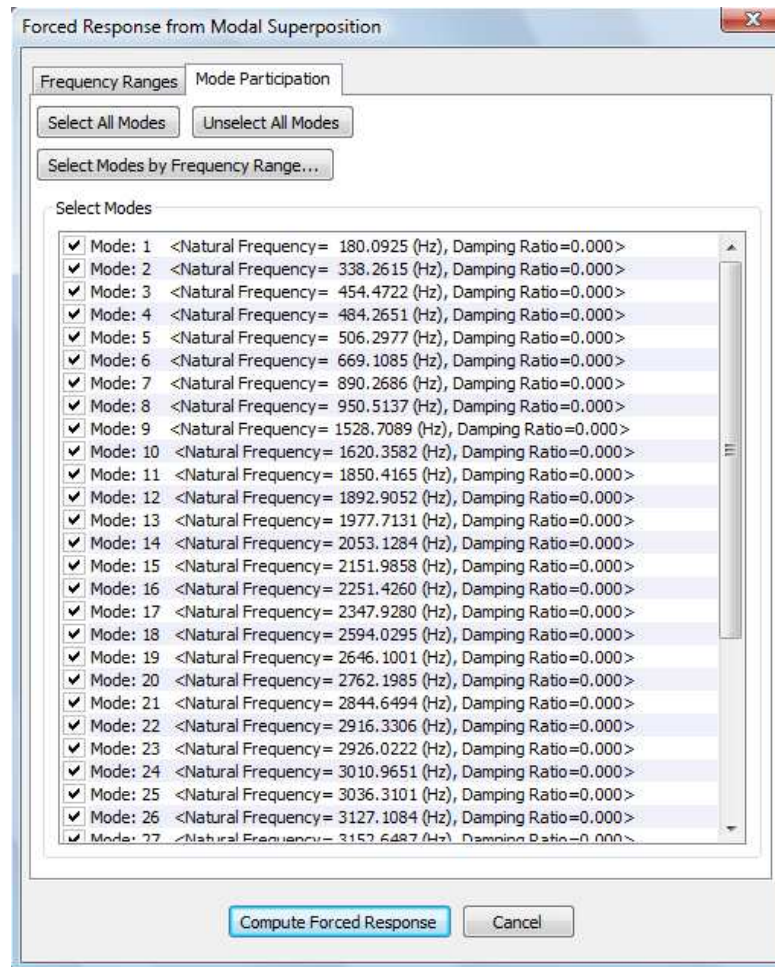 Forced Response from Modal Superposition
Frequency Ranges Mode Participation
Select All Modes Unselect All Modes
Select Modes by Frequency Range...
Select Modes
Mode: 1 <Natural Frequency= 180.0925 (Hz), Damping Ratio=0.000>
Mode: 2 <Natural Frequency= 338.2615 (Hz), Damping Ratio=0.000>
Mode: 3 <Natural Frequency= 454.4722 (Hz), Damping Ratio=0.000>
Mode: 4 <Natural Frequency= 484.2651 (Hz), Damping Ratio=0.000>
Mode: 5 <Natural Frequency= 506.2977 (Hz), Damping Ratio=0.000>
Mode: 6 <Natural Frequency= 669.1085 (Hz), Damping Ratio=0.000>
Mode: 7 <Natural Frequency= 890.2686 (Hz), Damping Ratio=0.000>
Mode: 8 <Natural Frequency= 950.5137 (Hz), Damping Ratio=0.000>
Mode: 9 <Natural Frequency= 1528.7089 (Hz), Damping Ratio=0.000>
Mode: 10 <Natural Frequency= 1620.3582 (Hz), Damping Ratio=0.000>
Mode: 11 <Natural Frequency= 1850.4165 (Hz), Damping Ratio=0.000>
Mode: 12 <Natural Frequency= 1892.9052 (Hz), Damping Ratio=0.000>
Mode: 13 <Natural Frequency= 1977.7131 (Hz), Damping Ratio=0.000>
Mode: 14 <Natural Frequency= 2053.1284 (Hz), Damping Ratio=0.000>
Mode: 15 <Natural Frequency= 2151.9858 (Hz), Damping Ratio=0.000>
Mode: 16 <Natural Frequency= 2251.4260 (Hz), Damping Ratio=0.000>
Mode: 17 <Natural Frequency= 2347.9280 (Hz), Damping Ratio=0.000>
Mode: 18 <Natural Frequency= 2594.0295 (Hz), Damping Ratio=0.000>
Mode: 19 <Natural Frequency= 2646.1001 (Hz), Damping Ratio=0.000>
Mode: 20 <Natural Frequency= 2762.1985 (Hz), Damping Ratio=0.000>
Mode: 21 <Natural Frequency= 2844.6494 (Hz), Damping Ratio=0.000>
Mode: 22 <Natural Frequency= 2916.3306 (Hz), Damping Ratio=0.000>
Mode: 23 <Natural Frequency= 2926.0222 (Hz), Damping Ratio=0.000>
Mode: 24 <Natural Frequency= 3010.9651 (Hz), Damping Ratio=0.000>
Mode: 25 <Natural Frequency= 3036.3101 (Hz), Damping Ratio=0.000>
Mode: 26 <Natural Frequency= 3127.1084 (Hz), Damping Ratio=0.000>
Mode: 27 <Natural Frequency= 3152.6487 (Hz), Damping Ratio=0.000>
Compute Forced Response Cancel